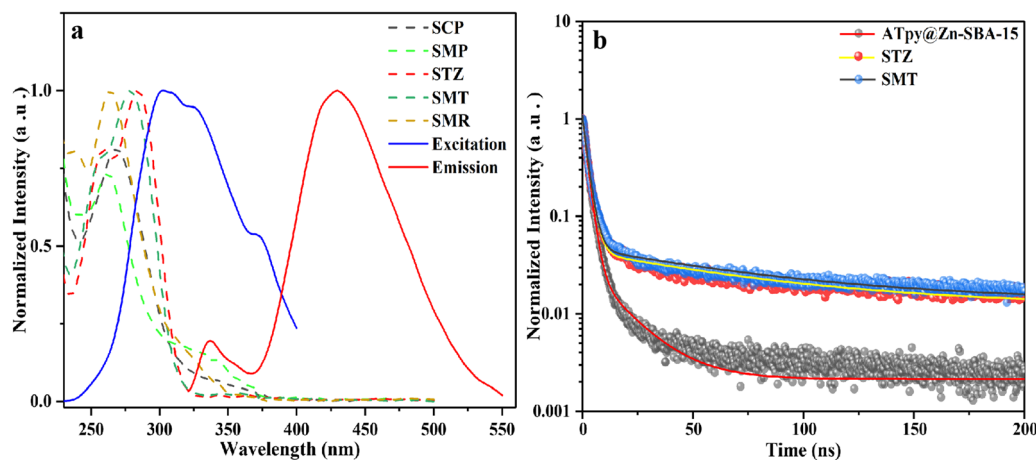 a
SCP
SMP
STZ
SMT
SMR
Excitation
Emission
Normalized Intensity (a .u .)
1.0
0.5
0.0
250 300 350 400 450 500 550
Wavelength (nm)
b
ATpy@Zn-SBA-15
STZ
SMT
Normalized Intensity (a .u . )
10
1
0.1
0.01
0.001
0 50 100 150 200
Time (ns)